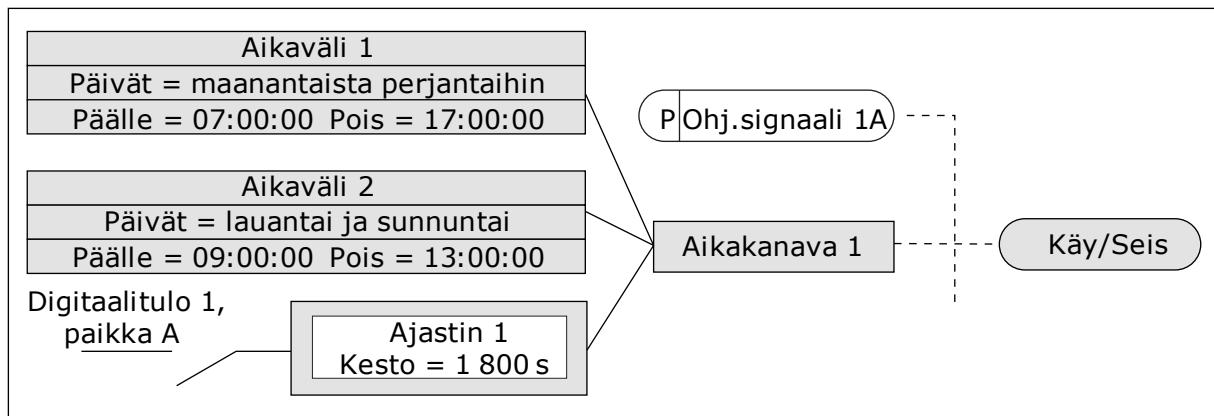 Aikaväli 1
Päivät = maanantaista perjantaihin
Päälle = 07:00:00 Pois = 17:00:00
P Ohj.signaali 1A
Aikaväli 2
Päivät = lauantai ja sunnuntai
Päälle = 09:00:00 Pois = 13:00:00
Aikakanava 1
Käy/Seis
Digitaalitulo 1,
paikka A
Ajastin 1
Kesto = 1 800 s